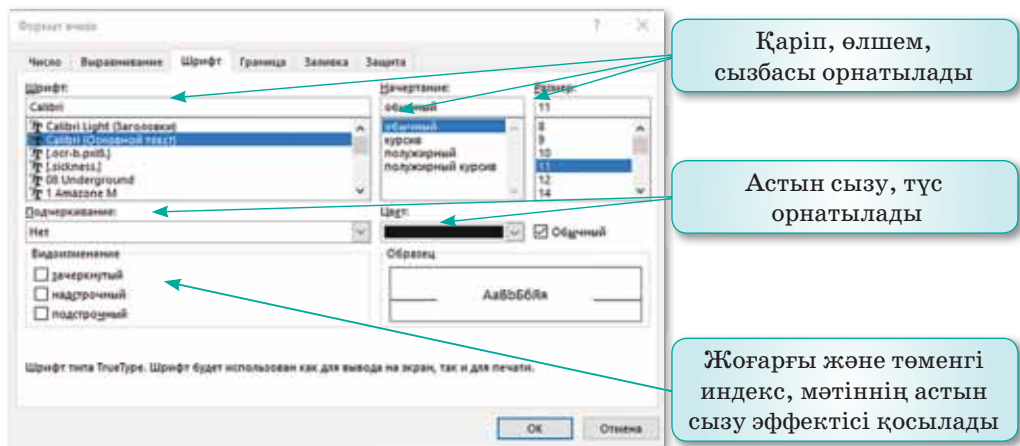 Формат ячеек
Число Выравнивание Шрифт Граница Заливка Защита
Шрифт: Начертание: Размер:
Calibri обычный 11
Calibri Light (Заголовки) обычный 8
Calibri (Основной текст) курсив 9
[.ocr-b.psb.] полужирный 10
[.sickness.] полужирный курсив 11
08 Underground 12
1 Amazone M 14
Подчеркивание: Цвет:
Нет Обычный
Видоизменение Образец
зачеркнутый
надстрочный АаВbБбЯя
подстрочный
Шрифт типа TrueType. Шрифт будет использован как для вывода на экран, так и для печати.
ОК Отмена
Қаріп, өлшем,
сызбасы орнатылады
Астын сызу, түс
орнатылады
Жоғарғы және төменгі
индекс, мәтіннің астын
сызу эффектісі қосылады